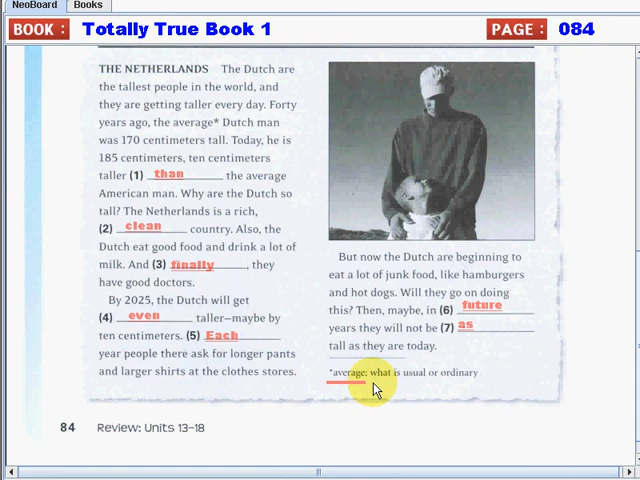 NeoBoard Books
BOOK : Totally True Book 1 PAGE : 084
THE NETHERLANDS The Dutch are
the tallest people in the world, and
they are getting taller every day. Forty
years ago, the average* Dutch man
was 170 centimeters tall. Today, he is
185 centimeters, ten centimeters
taller (1) than the average
American man. Why are the Dutch so
tall? The Netherlands is a rich,
(2) clean country. Also, the
Dutch eat good food and drink a lot of
milk. And (3) finally, they
have good doctors.
By 2025, the Dutch will get
(4) even taller—maybe by
ten centimeters. (5) Each
year people there ask for longer pants
and larger shirts at the clothes stores.
But now the Dutch are beginning to
eat a lot of junk food, like hamburgers
and hot dogs. Will they go on doing
this? Then, maybe, in (6) future
years they will not be (7) as
tall as they are today.
*average: what is usual or ordinary
84 Review: Units 13–18